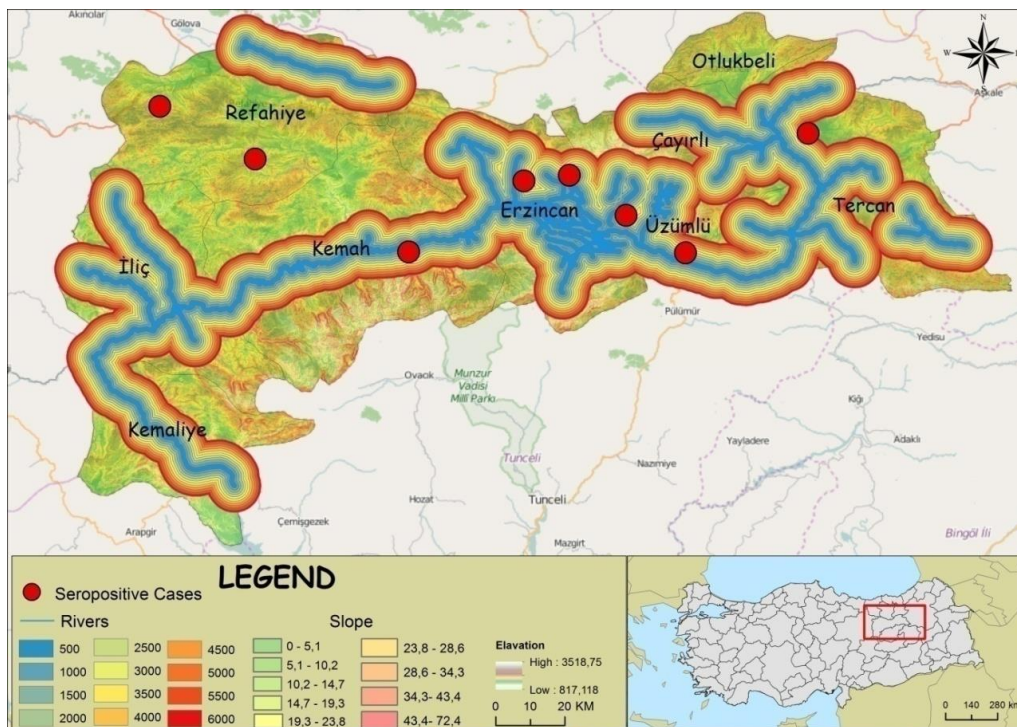 Akıncılar
Gölova
N
W
S
Otlukbeli
Aşkale
Refahiye
Çayırlı
Erzincan
Üzümlü
Tercan
Kemah
İliç
Pülümür
Yedisu
Ovacık
Munzur
Vadisi
Milli Parkı
Kemaliye
Kiğı
Yayladere
Adaklı
Tunceli
Nazımiye
Hozat
Tunceli
Çemişgezek
Arapgir
Mazgirt
Bingöl İli
LEGEND
Seropositive Cases
Rivers
500
1000
1500
2000
2500
3000
3500
4000
4500
5000
5500
6000
Slope
0 - 5,1
5,1 - 10,2
10,2 - 14,7
14,7 - 19,3
19,3 - 23,8
23,8 - 28,6
28,6 - 34,3
34,3- 43,4
43,4- 72,4
Elavation
High : 3518,75
Low : 817,118
0 10 20 KM
0 140 280 km